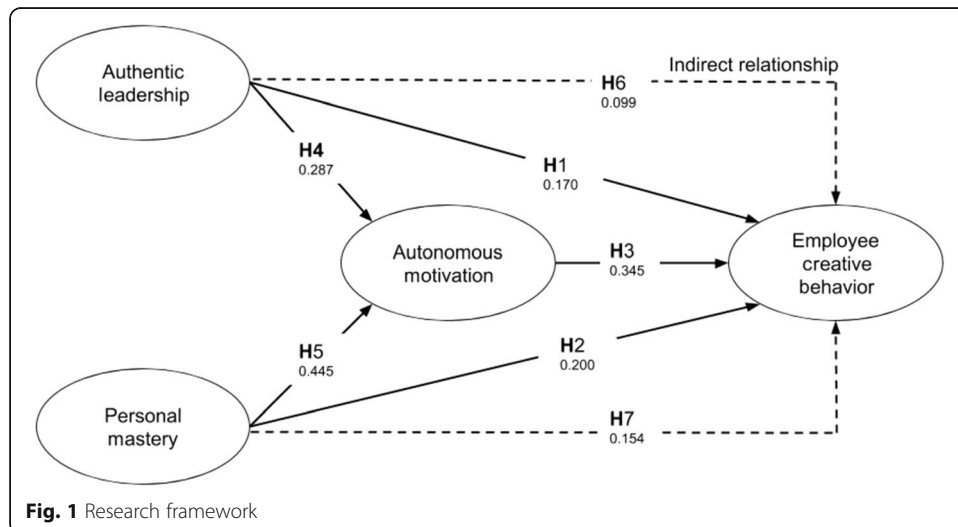 Authentic
leadership
Indirect relationship
H6
0.099
H4
0.287
H1
0.170
Autonomous
motivation
H3
0.345
Employee
creative
behavior
H5
0.445
H2
0.200
Personal
mastery
H7
0.154
Fig. 1 Research framework